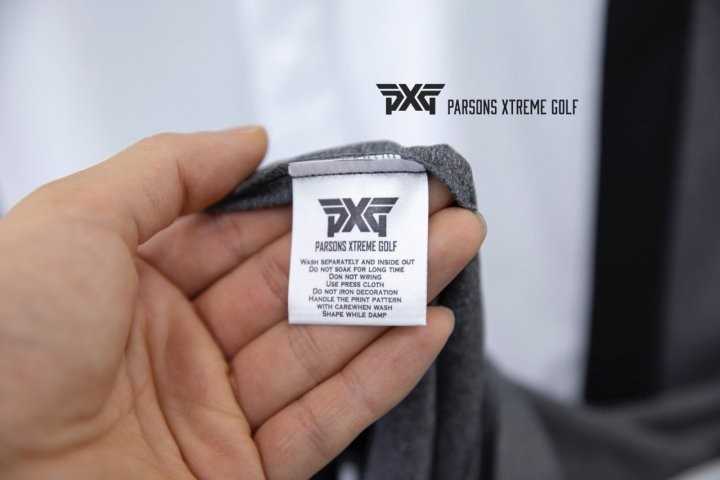 PXG PARSONS XTREME GOLF
PXG
PARSONS XTREME GOLF
WASH SEPARATELY AND INSIDE OUT
DO NOT SOAK FOR LONG TIME
DON NOT WRING
USE PRESS CLOTH
DO NOT IRON DECORATION
HANDLE THE PRINT PATTERN
WITH CAREWHEN WASH
SHAPE WHILE DAMP